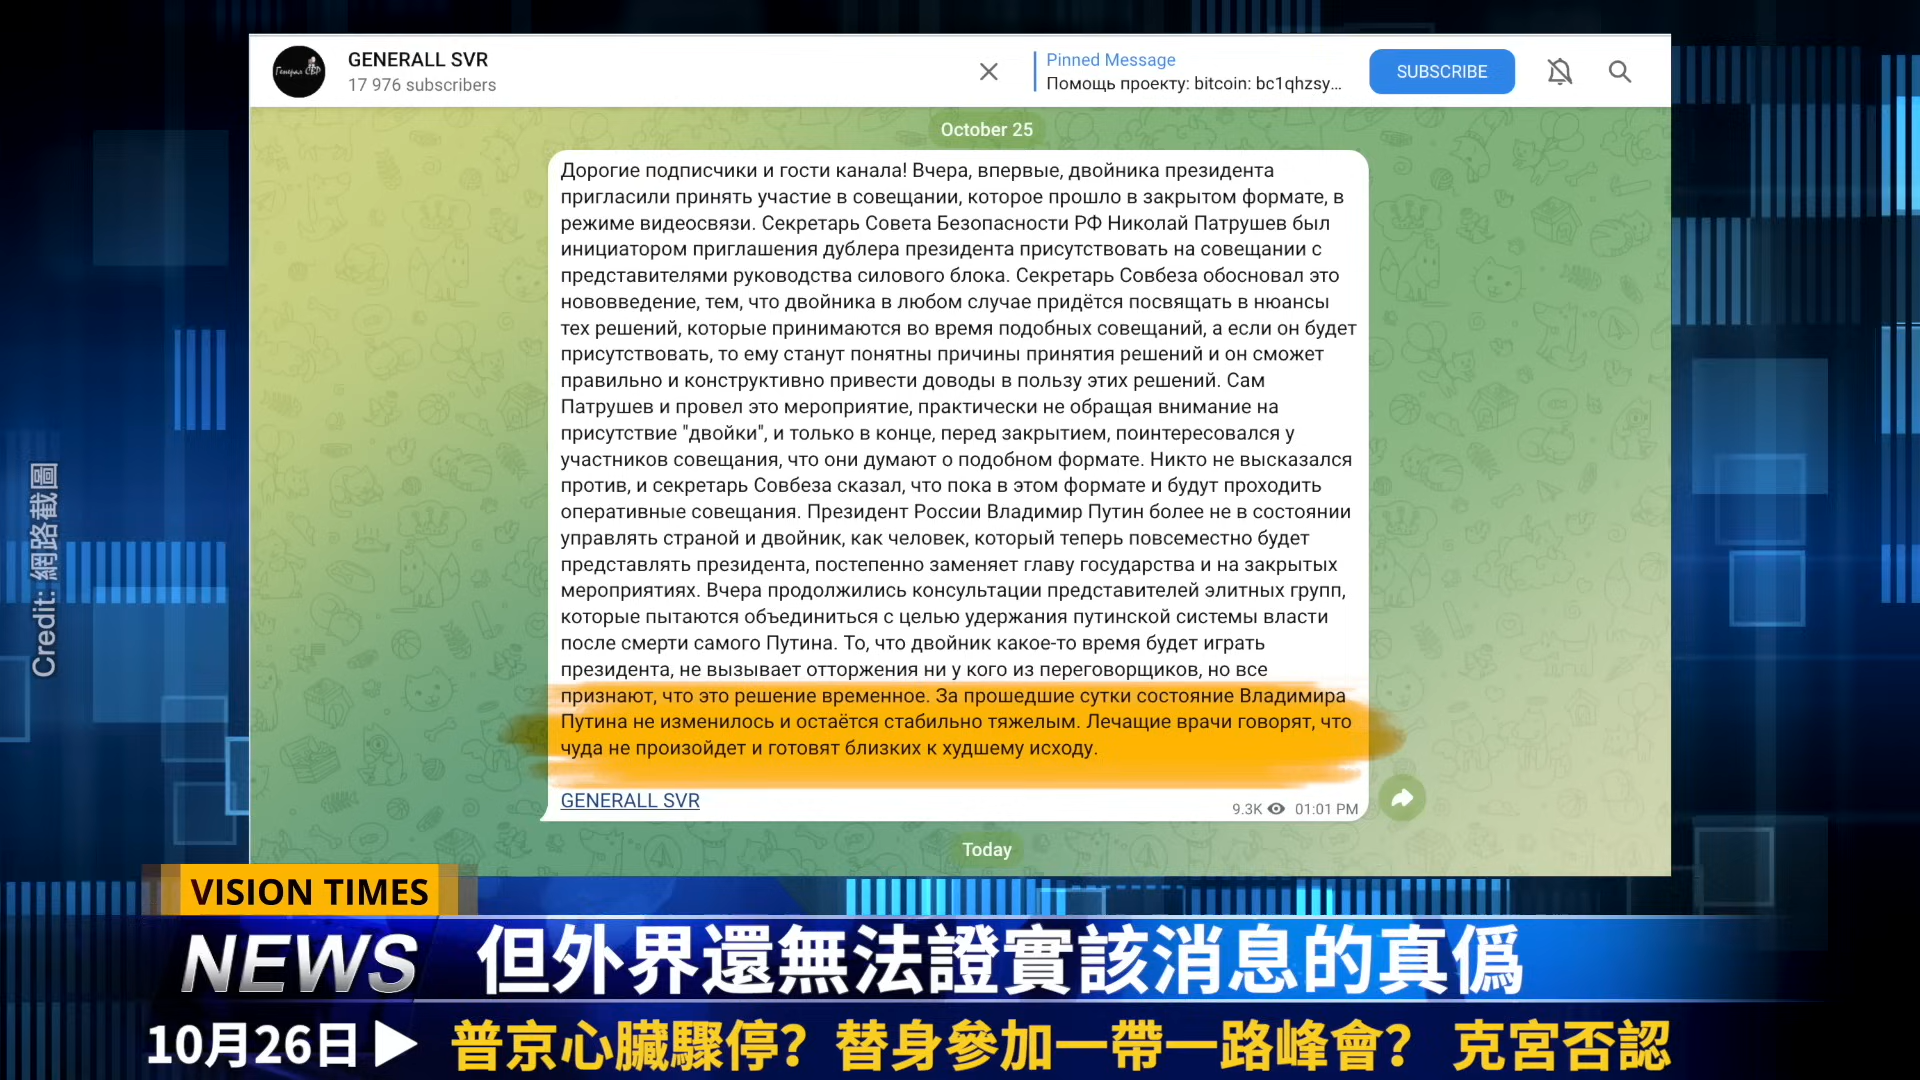 GENERALL SVR
17 976 subscribers
Генерал СВР
Pinned Message
Помощь проекту: bitcoin: bc1qhzsy...
SUBSCRIBE
October 25
Дорогие подписчики и гости канала! Вчера, впервые, двойника президента
пригласили принять участие в совещании, которое прошло в закрытом формате, в
режиме видеосвязи. Секретарь Совета Безопасности РФ Николай Патрушев был
инициатором приглашения дублера президента присутствовать на совещании с
представителями руководства силового блока. Секретарь Совбеза обосновал это
нововведение, тем, что двойника в любом случае придётся посвящать в нюансы
тех решений, которые принимаются во время подобных совещаний, а если он будет
присутствовать, то ему станут понятны причины принятия решений и он сможет
правильно и конструктивно привести доводы в пользу этих решений. Сам
Патрушев и провел это мероприятие, практически не обращая внимание на
присутствие "двойки", и только в конце, перед закрытием, поинтересовался у
участников совещания, что они думают о подобном формате. Никто не высказался
против, и секретарь Совбеза сказал, что пока в этом формате и будут проходить
оперативные совещания. Президент России Владимир Путин более не в состоянии
управлять страной и двойник, как человек, который теперь повсеместно будет
представлять президента, постепенно заменяет главу государства и на закрытых
мероприятиях. Вчера продолжились консультации представителей элитных групп,
которые пытаются объединиться с целью удержания путинской системы власти
после смерти самого Путина. То, что двойник какое-то время будет играть
президента, не вызывает отторжения ни у кого из переговорщиков, но все
признают, что это решение временное. За прошедшие сутки состояние Владимира
Путина не изменилось и остаётся стабильно тяжелым. Лечащие врачи говорят, что
чуда не произойдет и готовят близких к худшему исходу.
GENERALL SVR
9.3K 01:01 PM
Today
Credit: 網路截圖
VISION TIMES
NEWS 但外界還無法證實該消息的真僞
10月26日▶ 普京心臟驟停？替身參加一帶一路峰會？ 克宮否認